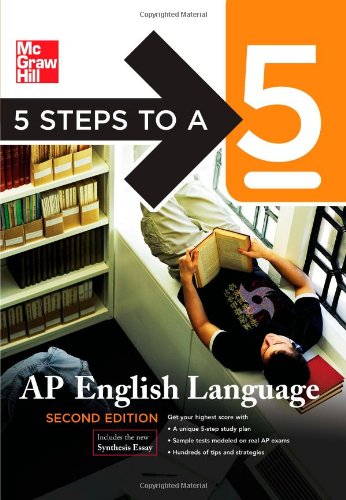 Copyrighted Material
Mc
Graw
Hill
5 STEPS TO A
5
AP English Language
SECOND EDITION
Includes the new
Synthesis Essay
Get your highest score with
• A unique 5-step study plan
• Sample tests modeled on real AP exams
• Hundreds of tips and strategies
Copyrighted Material